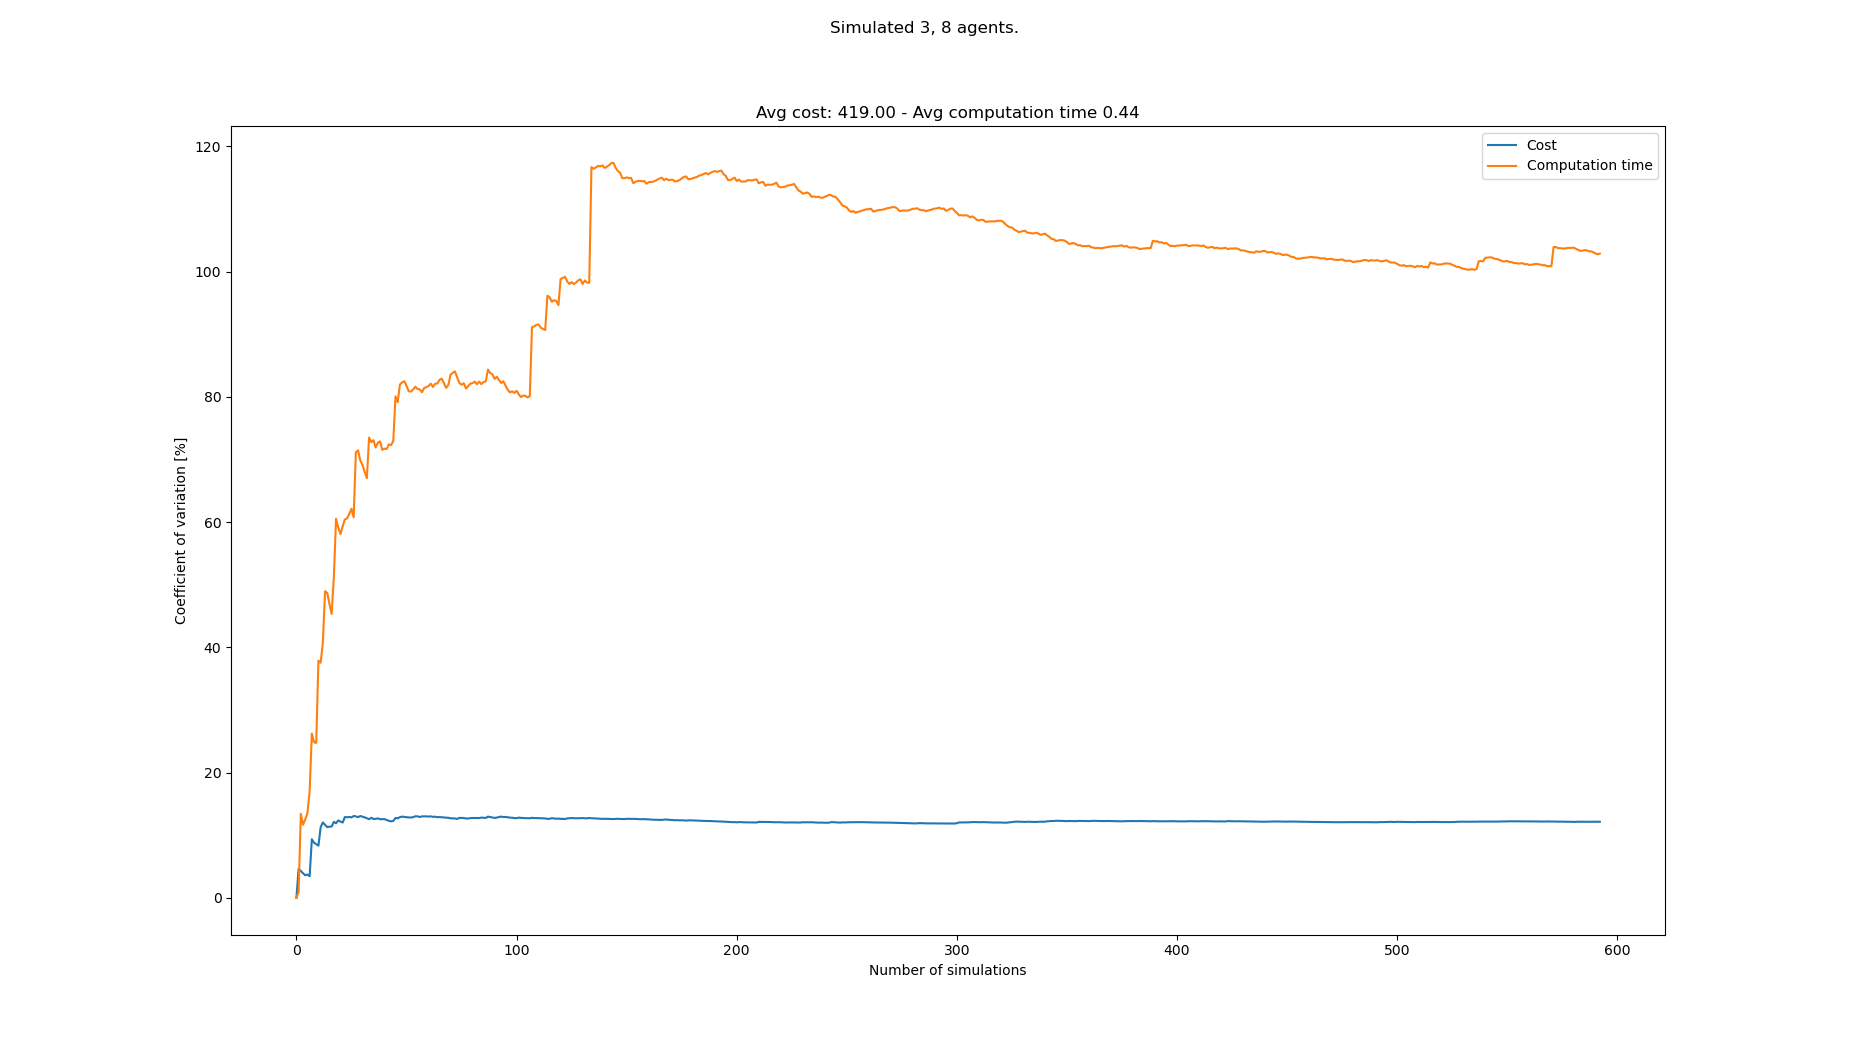 Simulated 3, 8 agents.
Avg cost: 419.00 - Avg computation time 0.44
Cost
Computation time
120
100
80
60
40
20
0
Coefficient of variation [%]
0 100 200 300 400 500 600
Number of simulations